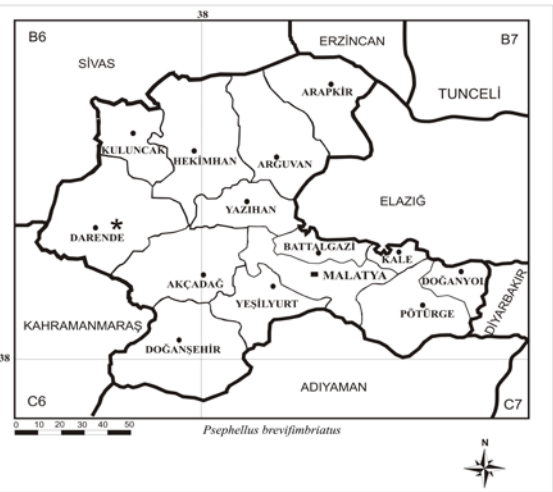 38
B6
B7
ERZİNCAN
SİVAS
ARAPKİR
TUNCELİ
KULUNCAK
HEKİMHAN
ARGUVAN
ELAZIĞ
YAZIHAN
DARENDE
*
BATTALGAZİ
KALE
AKÇADAĞ
MALATYA
DOĞANYOL
YEŞİLYURT
PÖTÜRGE
DİYARBAKIR
KAHRAMANMARAŞ
DOĞANŞEHİR
38
ADIYAMAN
C6
C7
0 10 20 30 40 50
Psephellus brevifimbriatus
N